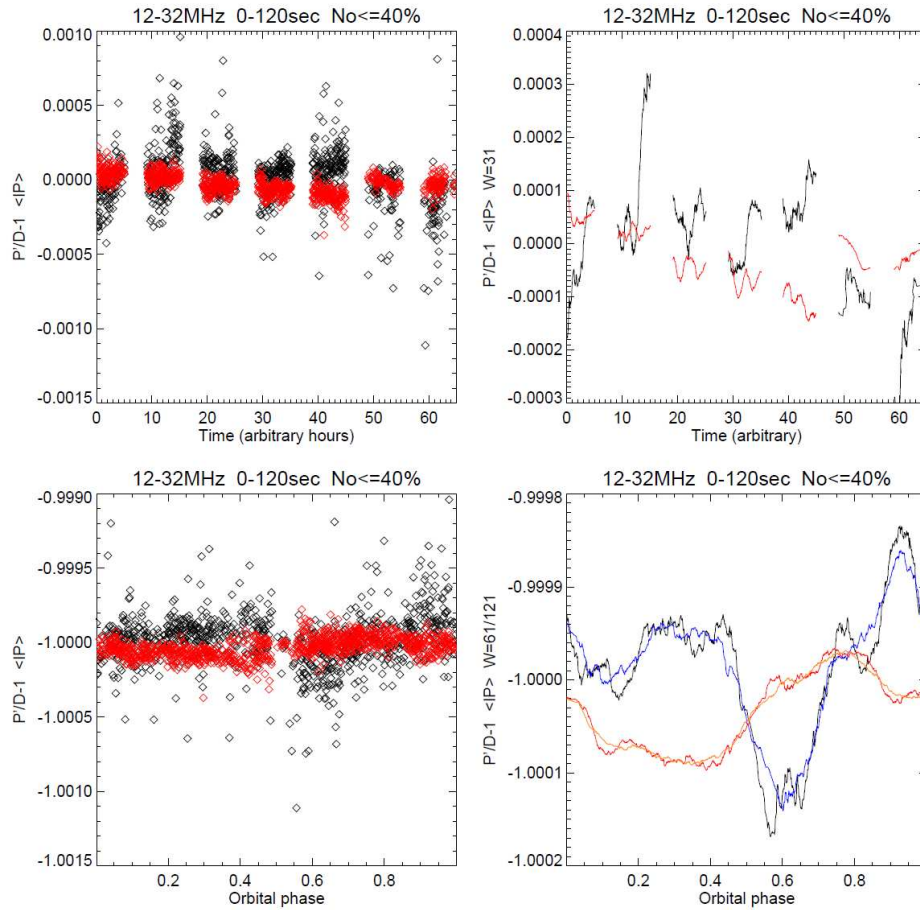 12-32MHz 0-120sec No<=40%
P'/D-1 <IP>
0.0010
0.0005
0.0000
-0.0005
-0.0010
-0.0015
0 10 20 30 40 50 60
Time (arbitrary hours)
12-32MHz 0-120sec No<=40%
P'/D-1 <IP> W=31
0.0004
0.0003
0.0002
0.0001
0.0000
-0.0001
-0.0002
-0.0003
0 10 20 30 40 50 60
Time (arbitrary)
12-32MHz 0-120sec No<=40%
P'/D-1 <IP>
-0.9990
-0.9995
-1.0000
-1.0005
-1.0010
-1.0015
0.2 0.4 0.6 0.8
Orbital phase
12-32MHz 0-120sec No<=40%
P'/D-1 <IP> W=61/121
-0.9998
-0.9999
-1.0000
-1.0001
-1.0002
0.2 0.4 0.6 0.8
Orbital phase